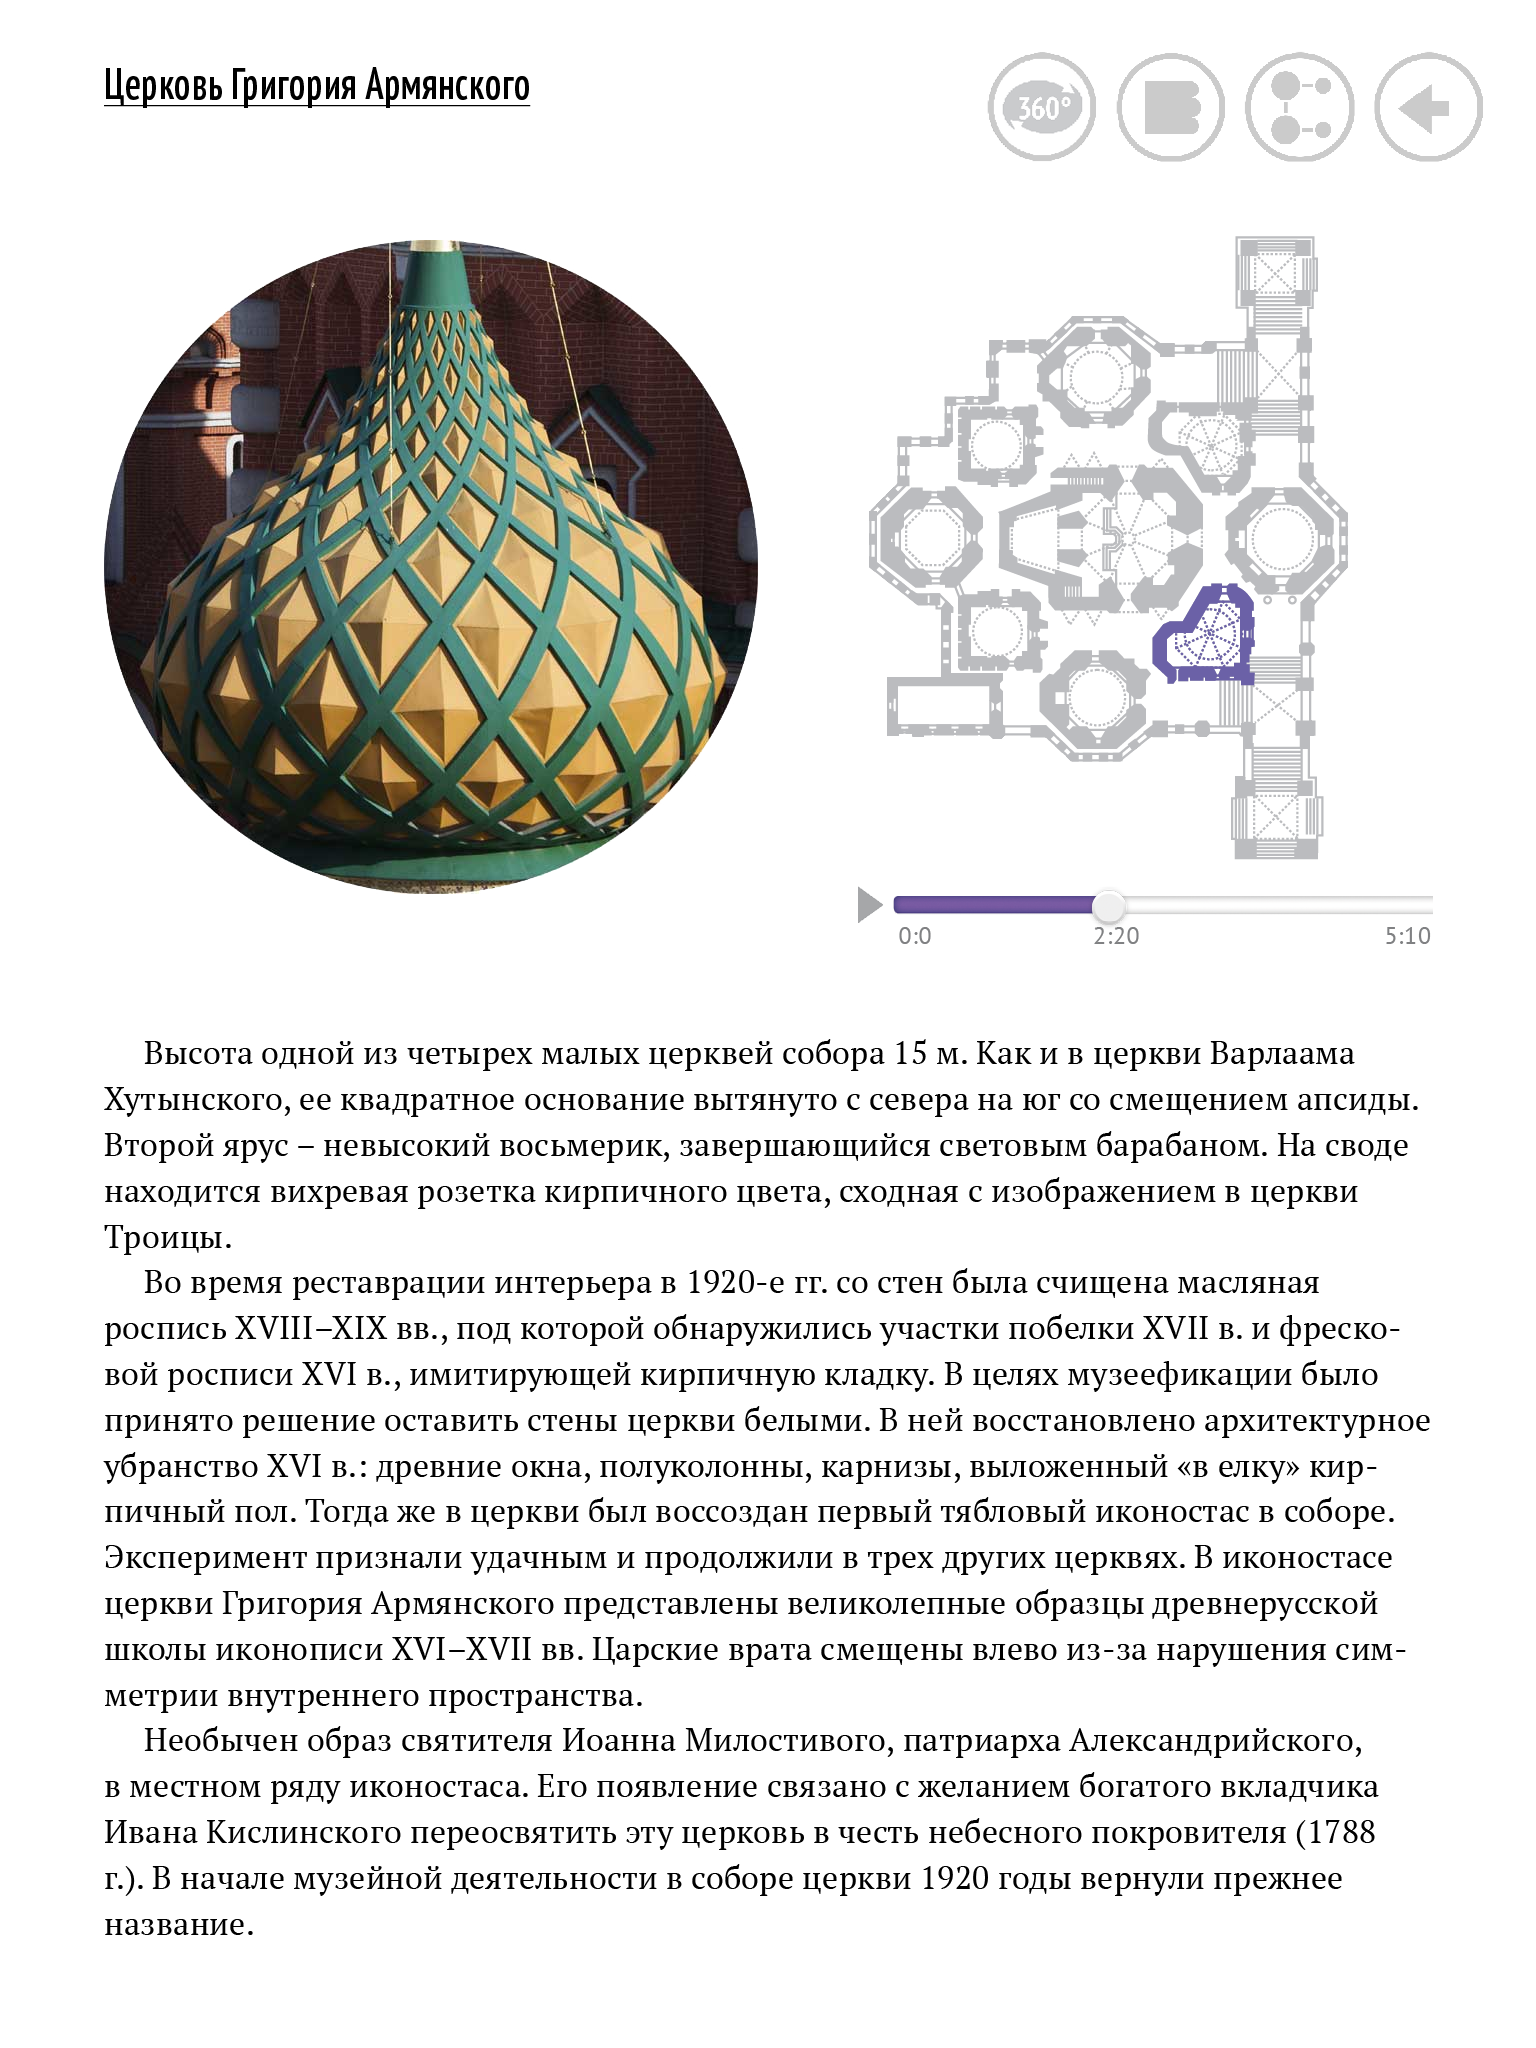 Церковь Григория Армянского
360°
0:0
2:20
5:10
Высота одной из четырех малых церквей собора 15 м. Как и в церкви Варлаама
Хутынского, ее квадратное основание вытянуто с севера на юг со смещением апсиды.
Второй ярус – невысокий восьмерик, завершающийся световым барабаном. На своде
находится вихревая розетка кирпичного цвета, сходная с изображением в церкви
Троицы.
Во время реставрации интерьера в 1920-е гг. со стен была счищена масляная
роспись XVIII–XIX вв., под которой обнаружились участки побелки XVII в. и фреско-
вой росписи XVI в., имитирующей кирпичную кладку. В целях музеефикации было
принято решение оставить стены церкви белыми. В ней восстановлено архитектурное
убранство XVI в.: древние окна, полуколонны, карнизы, выложенный «в елку» кир-
пичный пол. Тогда же в церкви был воссоздан первый тябловый иконостас в соборе.
Эксперимент признали удачным и продолжили в трех других церквях. В иконостасе
церкви Григория Армянского представлены великолепные образцы древнерусской
школы иконописи XVI–XVII вв. Царские врата смещены влево из-за нарушения сим-
метрии внутреннего пространства.
Необычен образ святителя Иоанна Милостивого, патриарха Александрийского,
в местном ряду иконостаса. Его появление связано с желанием богатого вкладчика
Ивана Кислинского переосвятить эту церковь в честь небесного покровителя (1788
г.). В начале музейной деятельности в соборе церкви 1920 годы вернули прежнее
название.